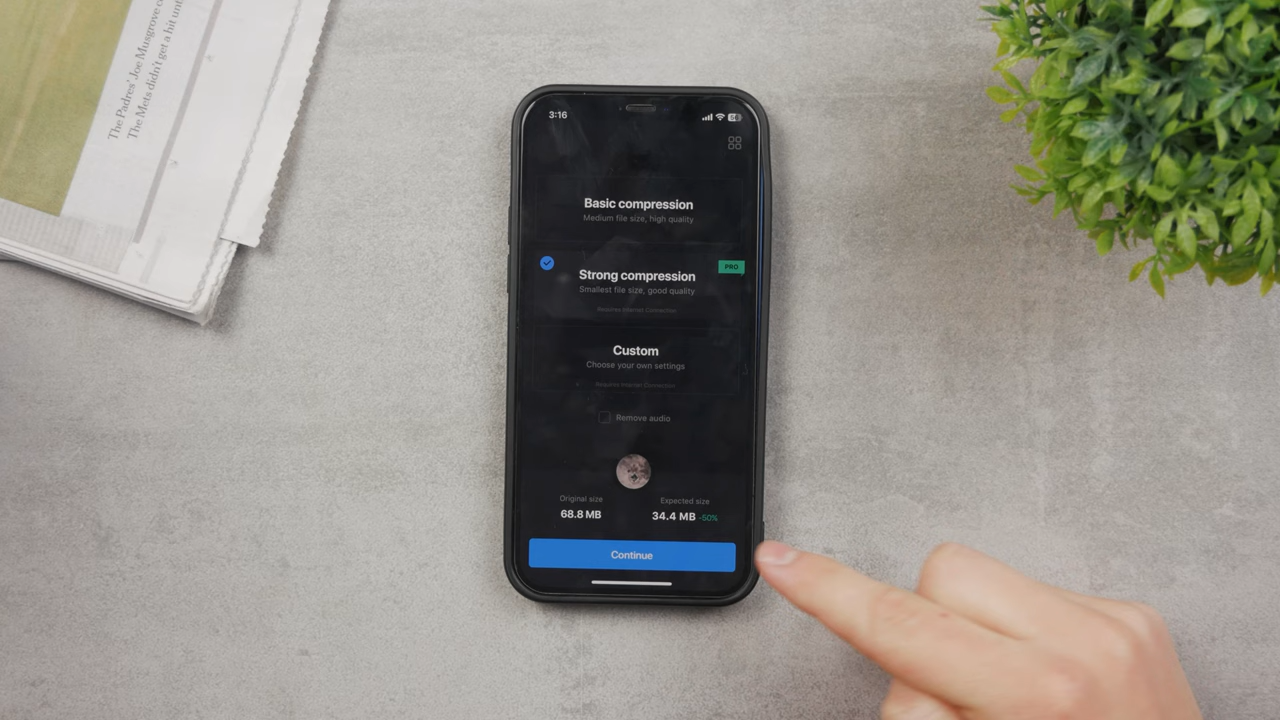 The Padres' Joe Musgrove
The Mets didn't get a hit unt
3:16
Basic compression
Medium file size, high quality
PRO
Strong compression
Smallest file size, good quality
Requires Internet Connection
Custom
Choose your own settings
Requires Internet Connection
Remove audio
Original size
Expected size
68.8 MB
34.4 MB -50%
Continue